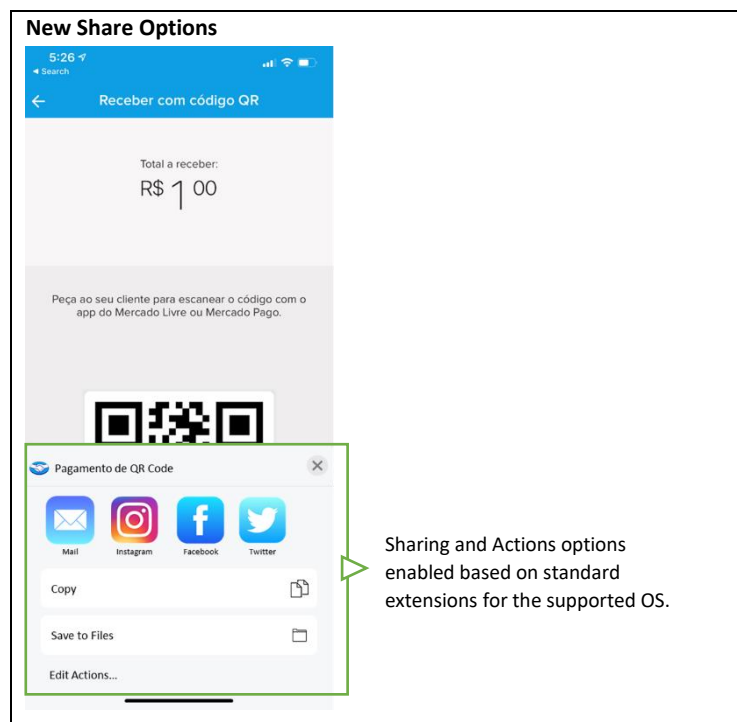 New Share Options
5:26
Search
Receber com código QR
Total a receber:
R$ 1 00
Peça ao seu cliente para escanear o código com o
app do Mercado Livre ou Mercado Pago.
Pagamento de QR Code
Mail Instagram Facebook Twitter
Copy
Save to Files
Edit Actions...
Sharing and Actions options
enabled based on standard
extensions for the supported OS.